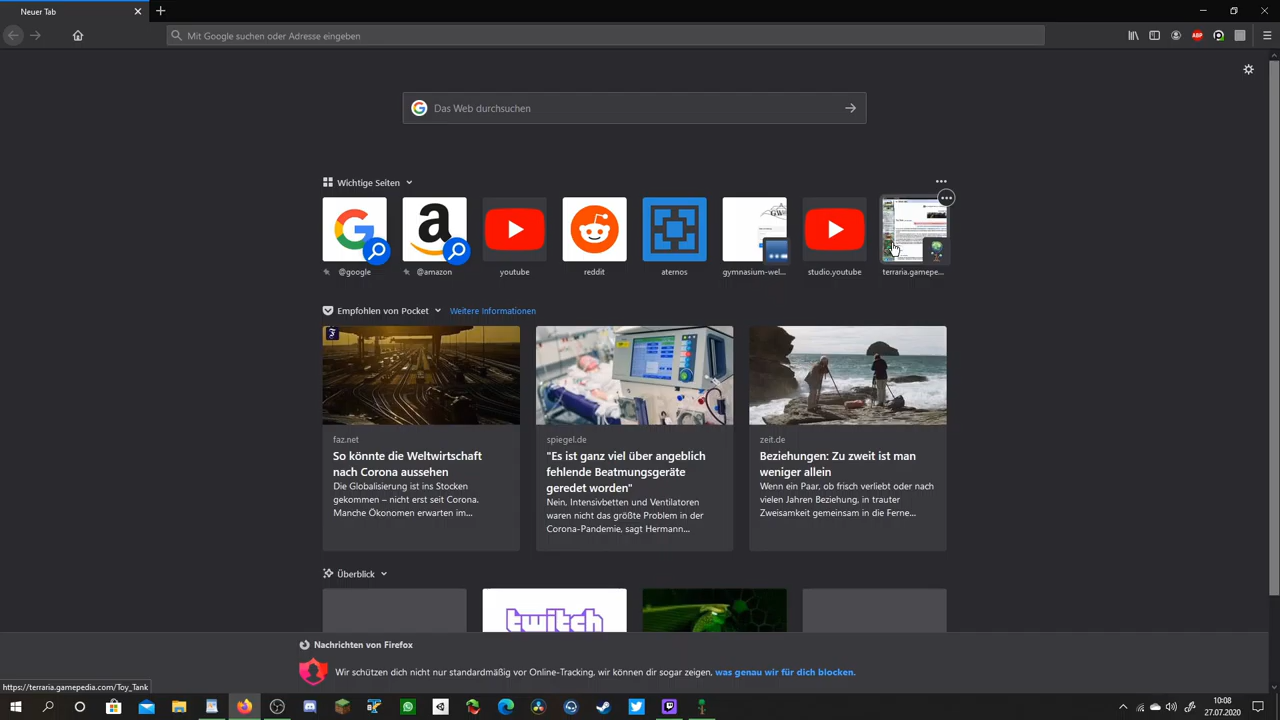 Neuer Tab
Mit Google suchen oder Adresse eingeben
ABP
Das Web durchsuchen
Wichtige Seiten
@google
@amazon
youtube
reddit
aternos
gymnasium-wel...
studio.youtube
terraria.gamepe...
Empfohlen von Pocket
Weitere Informationen
faz.net
So könnte die Weltwirtschaft
nach Corona aussehen
Die Globalisierung ist ins Stocken
gekommen – nicht erst seit Corona.
Manche Ökonomen erwarten im...
spiegel.de
"Es ist ganz viel über angeblich
fehlende Beatmungsgeräte
geredet worden"
Nein, Intensivbetten und Ventilatoren
waren nicht das größte Problem in der
Corona-Pandemie, sagt Hermann...
zeit.de
Beziehungen: Zu zweit ist man
weniger allein
Wenn ein Paar, ob frisch verliebt oder nach
vielen Jahren Beziehung, in trauter
Zweisamkeit gemeinsam in die Ferne...
Überblick
twitch
Nachrichten von Firefox
Wir schützen dich nicht nur standardmäßig vor Online-Tracking, wir können dir sogar zeigen, was genau wir für dich blocken.
https://terraria.gamepedia.com/Toy_Tank
10:08
27.07.2020